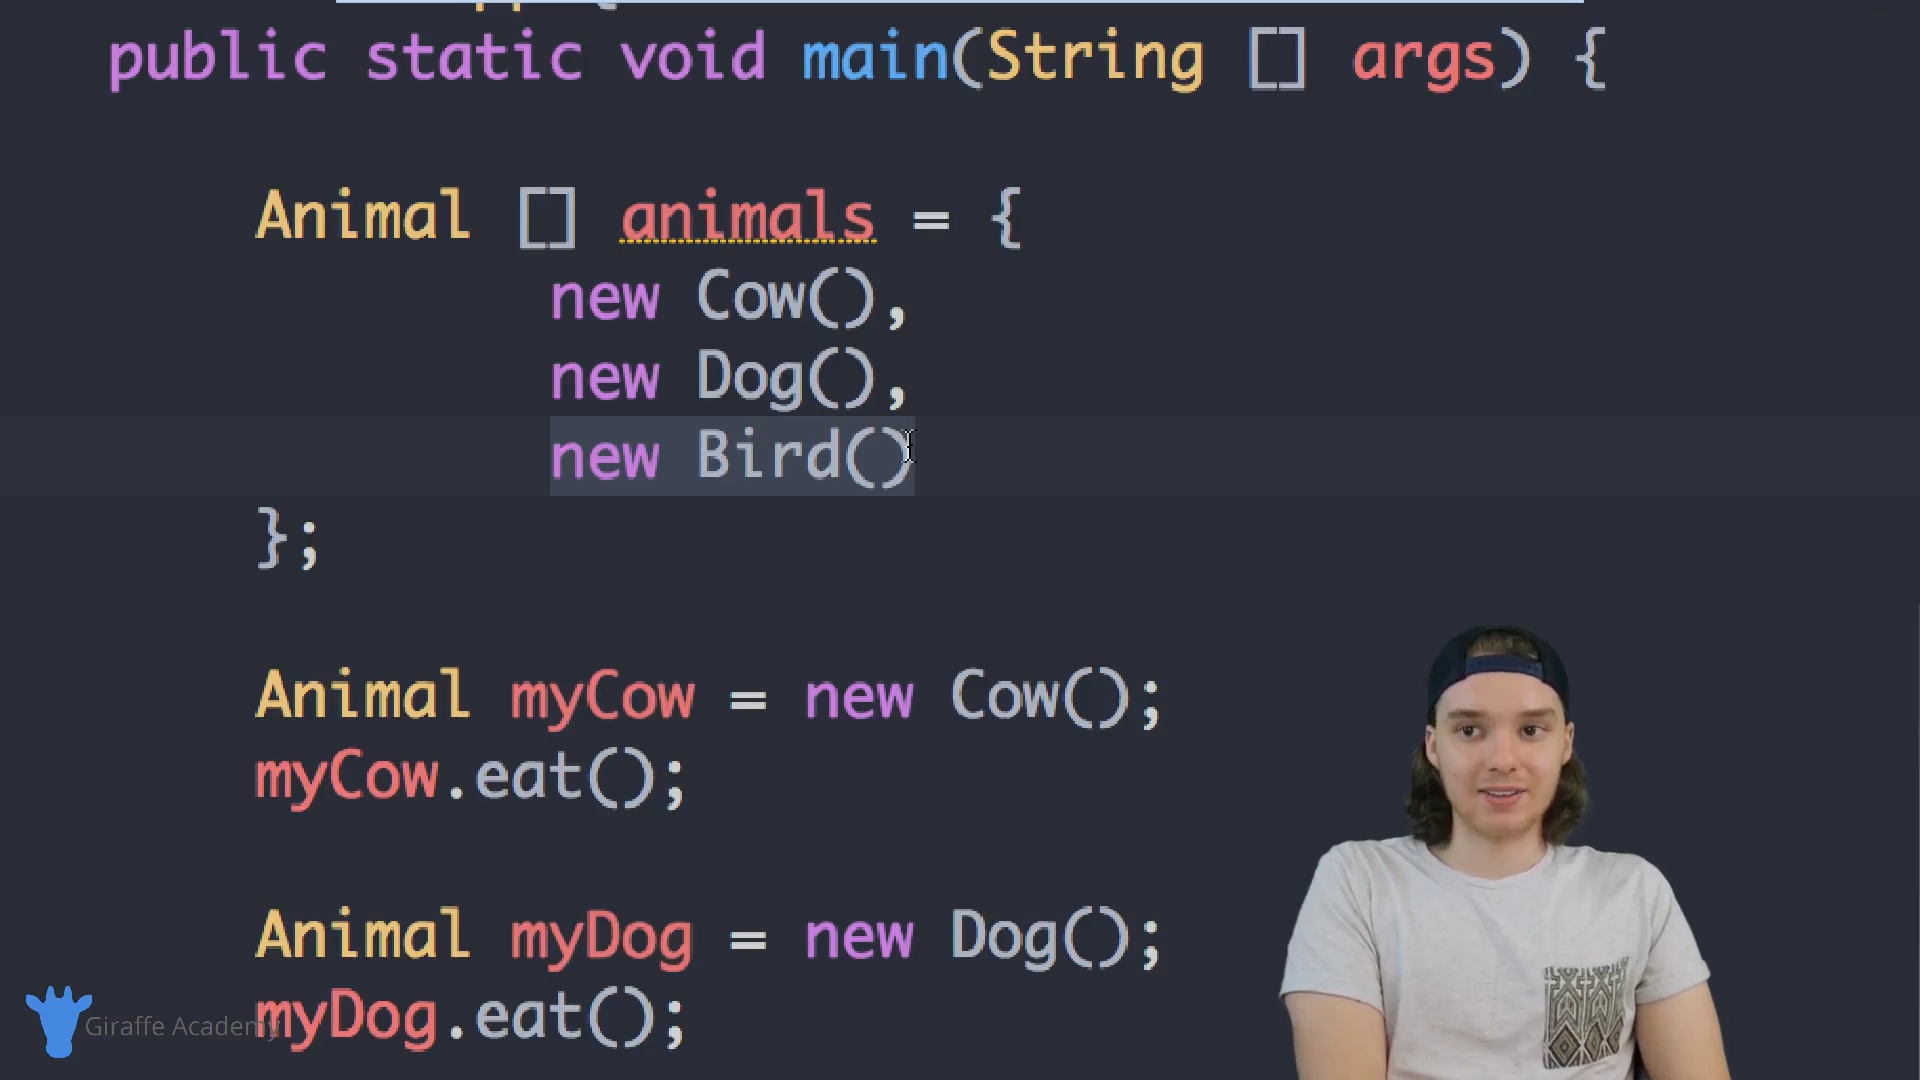 public static void main(String [] args) {
Animal [] animals = {
new Cow(),
new Dog(),
new Bird()
};
Animal myCow = new Cow();
myCow.eat();
Animal myDog = new Dog();
myDog.eat();
Giraffe Academy